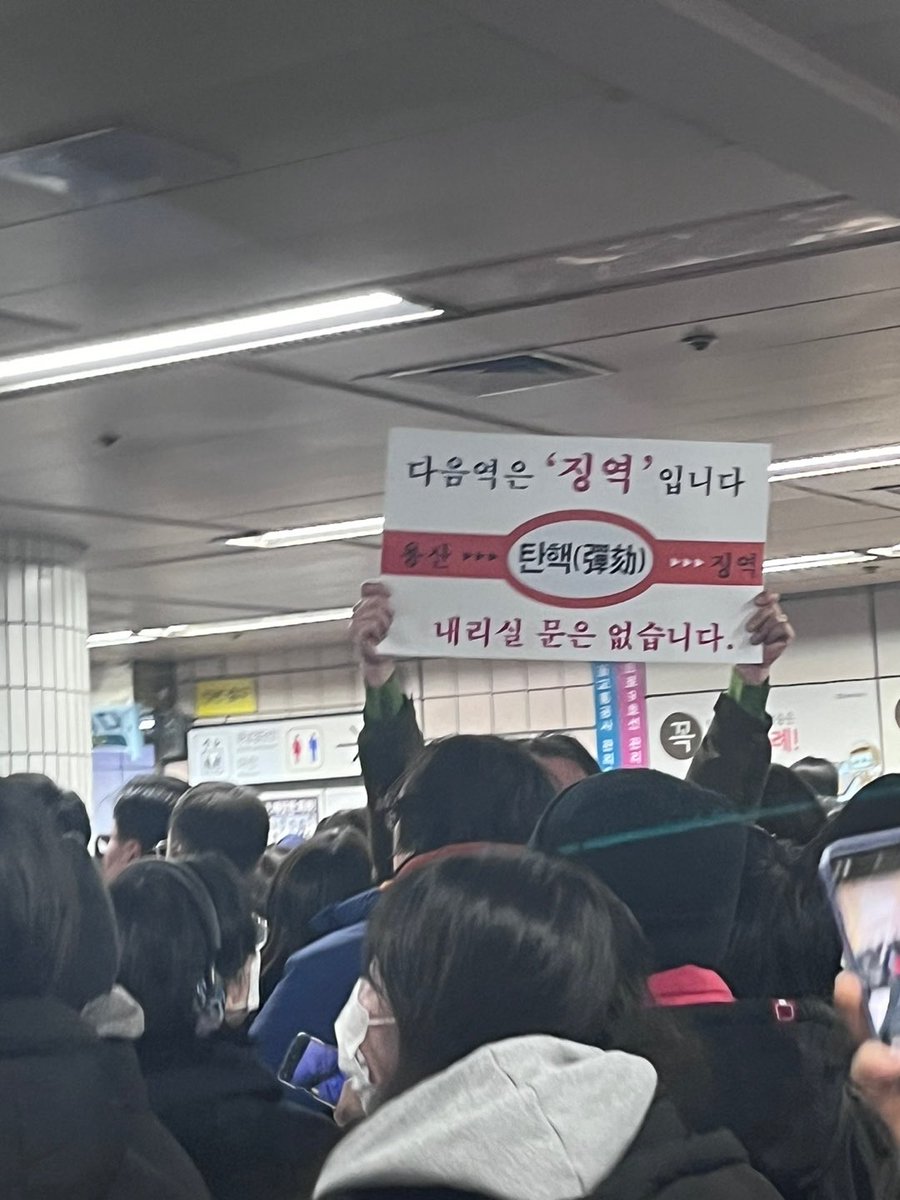 다음역은 '징역'입니다
용산 ▸▸▸ 탄핵(彈劾) ▸▸▸ 징역
내리실 문은 없습니다.
꼭